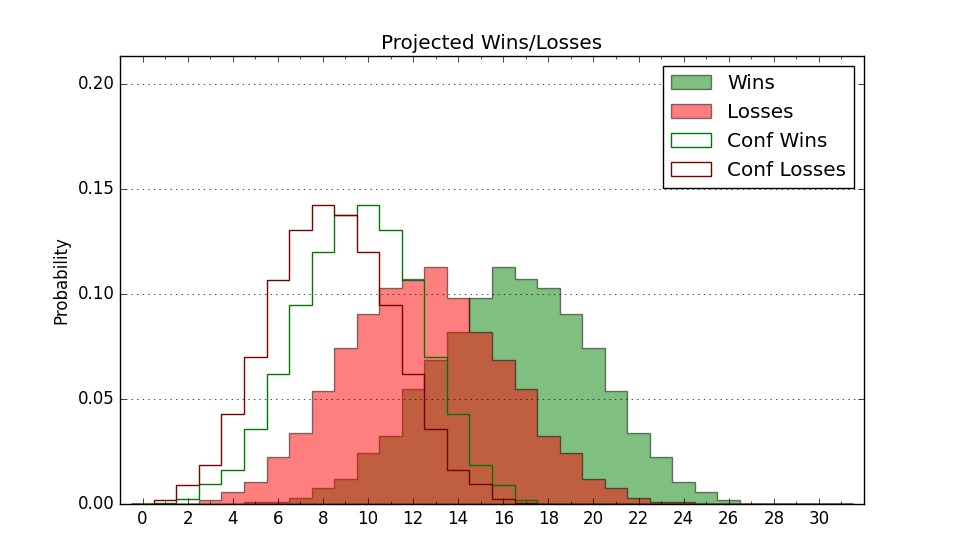 Projected Wins/Losses
Wins
Losses
Conf Wins
Conf Losses
Probability
0.20
0.15
0.10
0.05
0.00
0 2 4 6 8 10 12 14 16 18 20 22 24 26 28 30